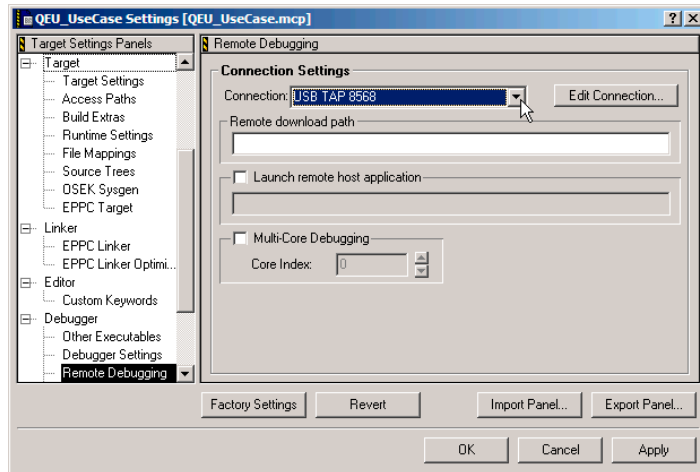 QEU_UseCase Settings [QEU_UseCase.mcp]
Target Settings Panels
Target
Target Settings
Access Paths
Build Extras
Runtime Settings
File Mappings
Source Trees
OSEK Sysgen
EPPC Target
Linker
EPPC Linker
EPPC Linker Optimi...
Editor
Custom Keywords
Debugger
Other Executables
Debugger Settings
Remote Debugging
Remote Debugging
Connection Settings
Connection: USB TAP 8568 Edit Connection...
Remote download path
Launch remote host application
Multi-Core Debugging
Core Index: 0
Factory Settings Revert Import Panel... Export Panel...
OK Cancel Apply